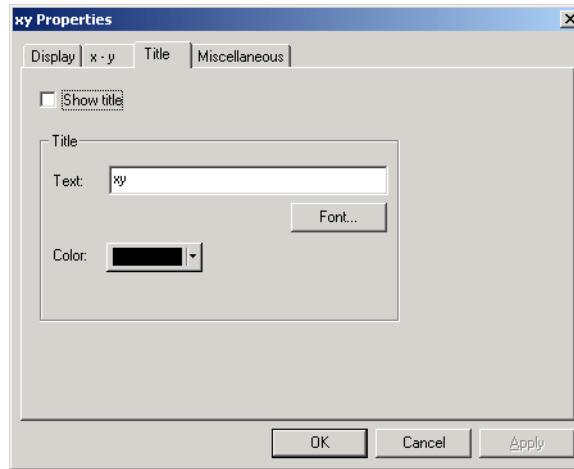 xy Properties
Display x - y Title Miscellaneous
Show title
Title
Text: xy
Font...
Color:
OK Cancel Apply